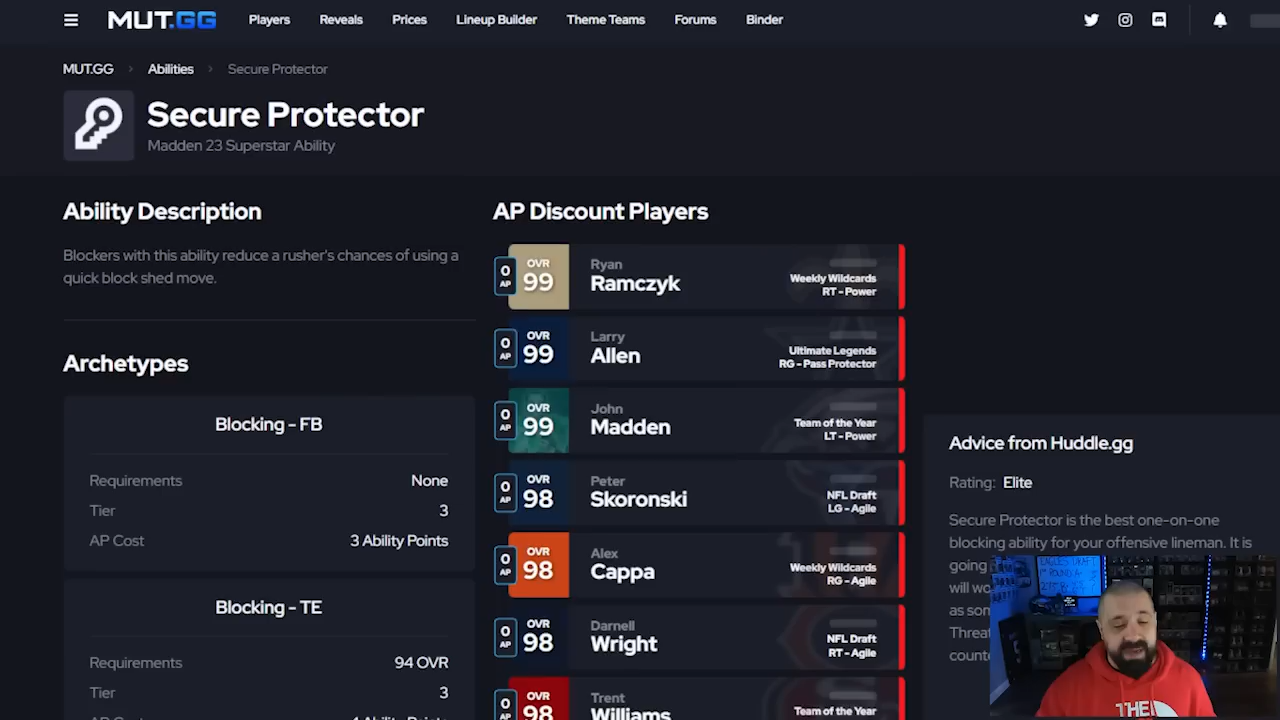 MUT.GG Players Reveals Prices Lineup Builder Theme Teams Forums Binder
MUT.GG > Abilities > Secure Protector
Secure Protector
Madden 23 Superstar Ability
Ability Description
Blockers with this ability reduce a rusher's chances of using a
quick block shed move.
Archetypes
Blocking - FB
Requirements None
Tier 3
AP Cost 3 Ability Points
Blocking - TE
Requirements 94 OVR
Tier 3
AP Discount Players
0 AP OVR 99 Ryan Ramczyk Weekly Wildcards RT - Power
0 AP OVR 99 Larry Allen Ultimate Legends RG - Pass Protector
0 AP OVR 99 John Madden Team of the Year LT - Power
0 AP OVR 98 Peter Skoronski NFL Draft LG - Agile
0 AP OVR 98 Alex Cappa Weekly Wildcards RG - Agile
0 AP OVR 98 Darnell Wright NFL Draft RT - Agile
0 AP OVR 98 Trent Williams Team of the Year
Advice from Huddle.gg
Rating: Elite
Secure Protector is the best one-on-one
blocking ability for your offensive lineman. It is
going
will wo
as som
Threat
counte
THE